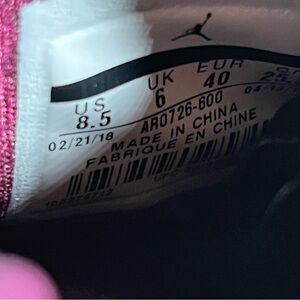 US UK EUR
8.5 6 40
02/21/18 AR0726-600
MADE IN CHINA
FABRIQUE EN CHINE